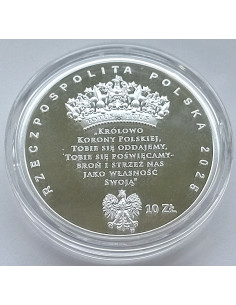 RZECZPOSPOLITA POLSKA 2025
„KRÓLOWO
KORONY POLSKIEJ,
TOBIE SIĘ ODDAJEMY,
TOBIE SIĘ POŚWIĘCAMY-
BROŃ I STRZEŻ NAS
JAKO WŁASNOŚĆ
SWOJĄ”
10 ZŁ